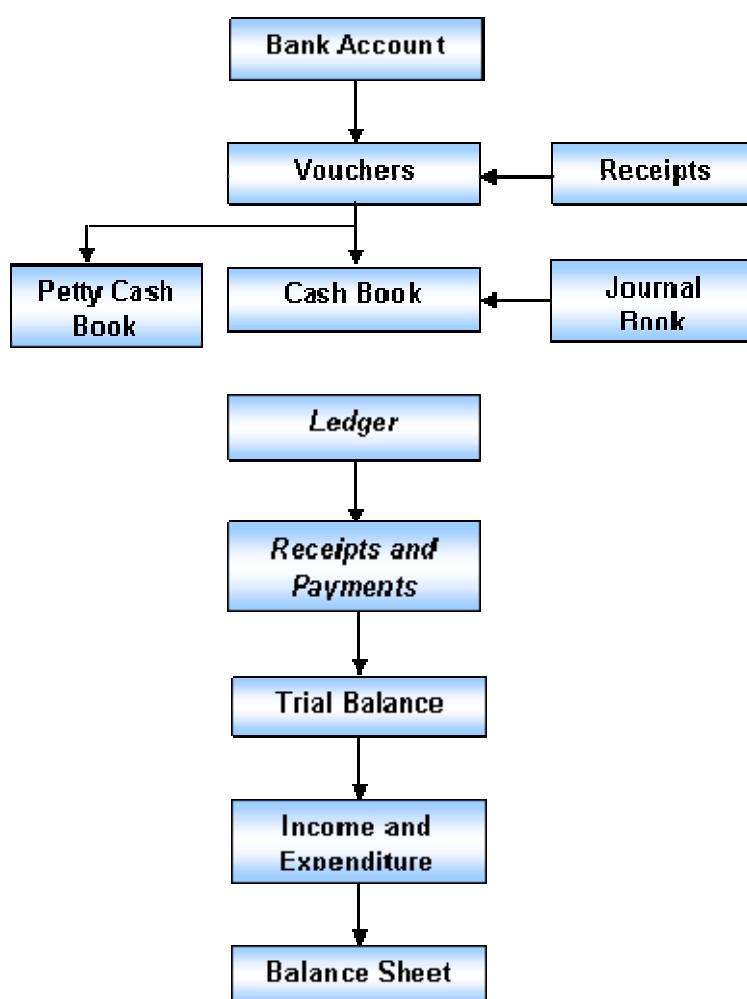 Bank Account
Vouchers
Receipts
Petty Cash
Book
Cash Book
Journal
Book
Ledger
Receipts and
Payments
Trial Balance
Income and
Expenditure
Balance Sheet